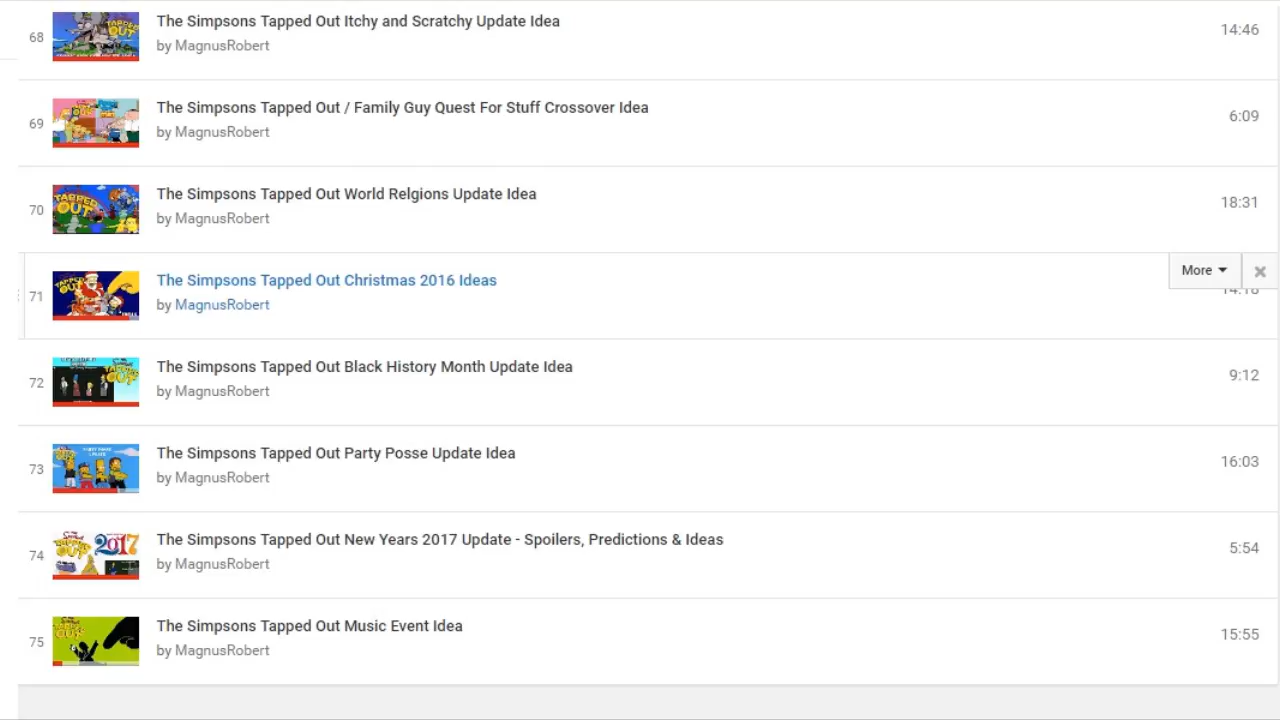 68
The Simpsons Tapped Out Itchy and Scratchy Update Idea
by MagnusRobert
14:46
69
The Simpsons Tapped Out / Family Guy Quest For Stuff Crossover Idea
by MagnusRobert
6:09
70
TAPPED OUT
The Simpsons Tapped Out World Relgions Update Idea
by MagnusRobert
18:31
71
TAPPED OUT
The Simpsons Tapped Out Christmas 2016 Ideas
by MagnusRobert
More
72
The Simpsons Tapped Out Black History Month Update Idea
by MagnusRobert
9:12
73
The Simpsons Tapped Out Party Posse Update Idea
by MagnusRobert
16:03
74
2017
The Simpsons Tapped Out New Years 2017 Update - Spoilers, Predictions & Ideas
by MagnusRobert
5:54
75
The Simpsons Tapped Out Music Event Idea
by MagnusRobert
15:55